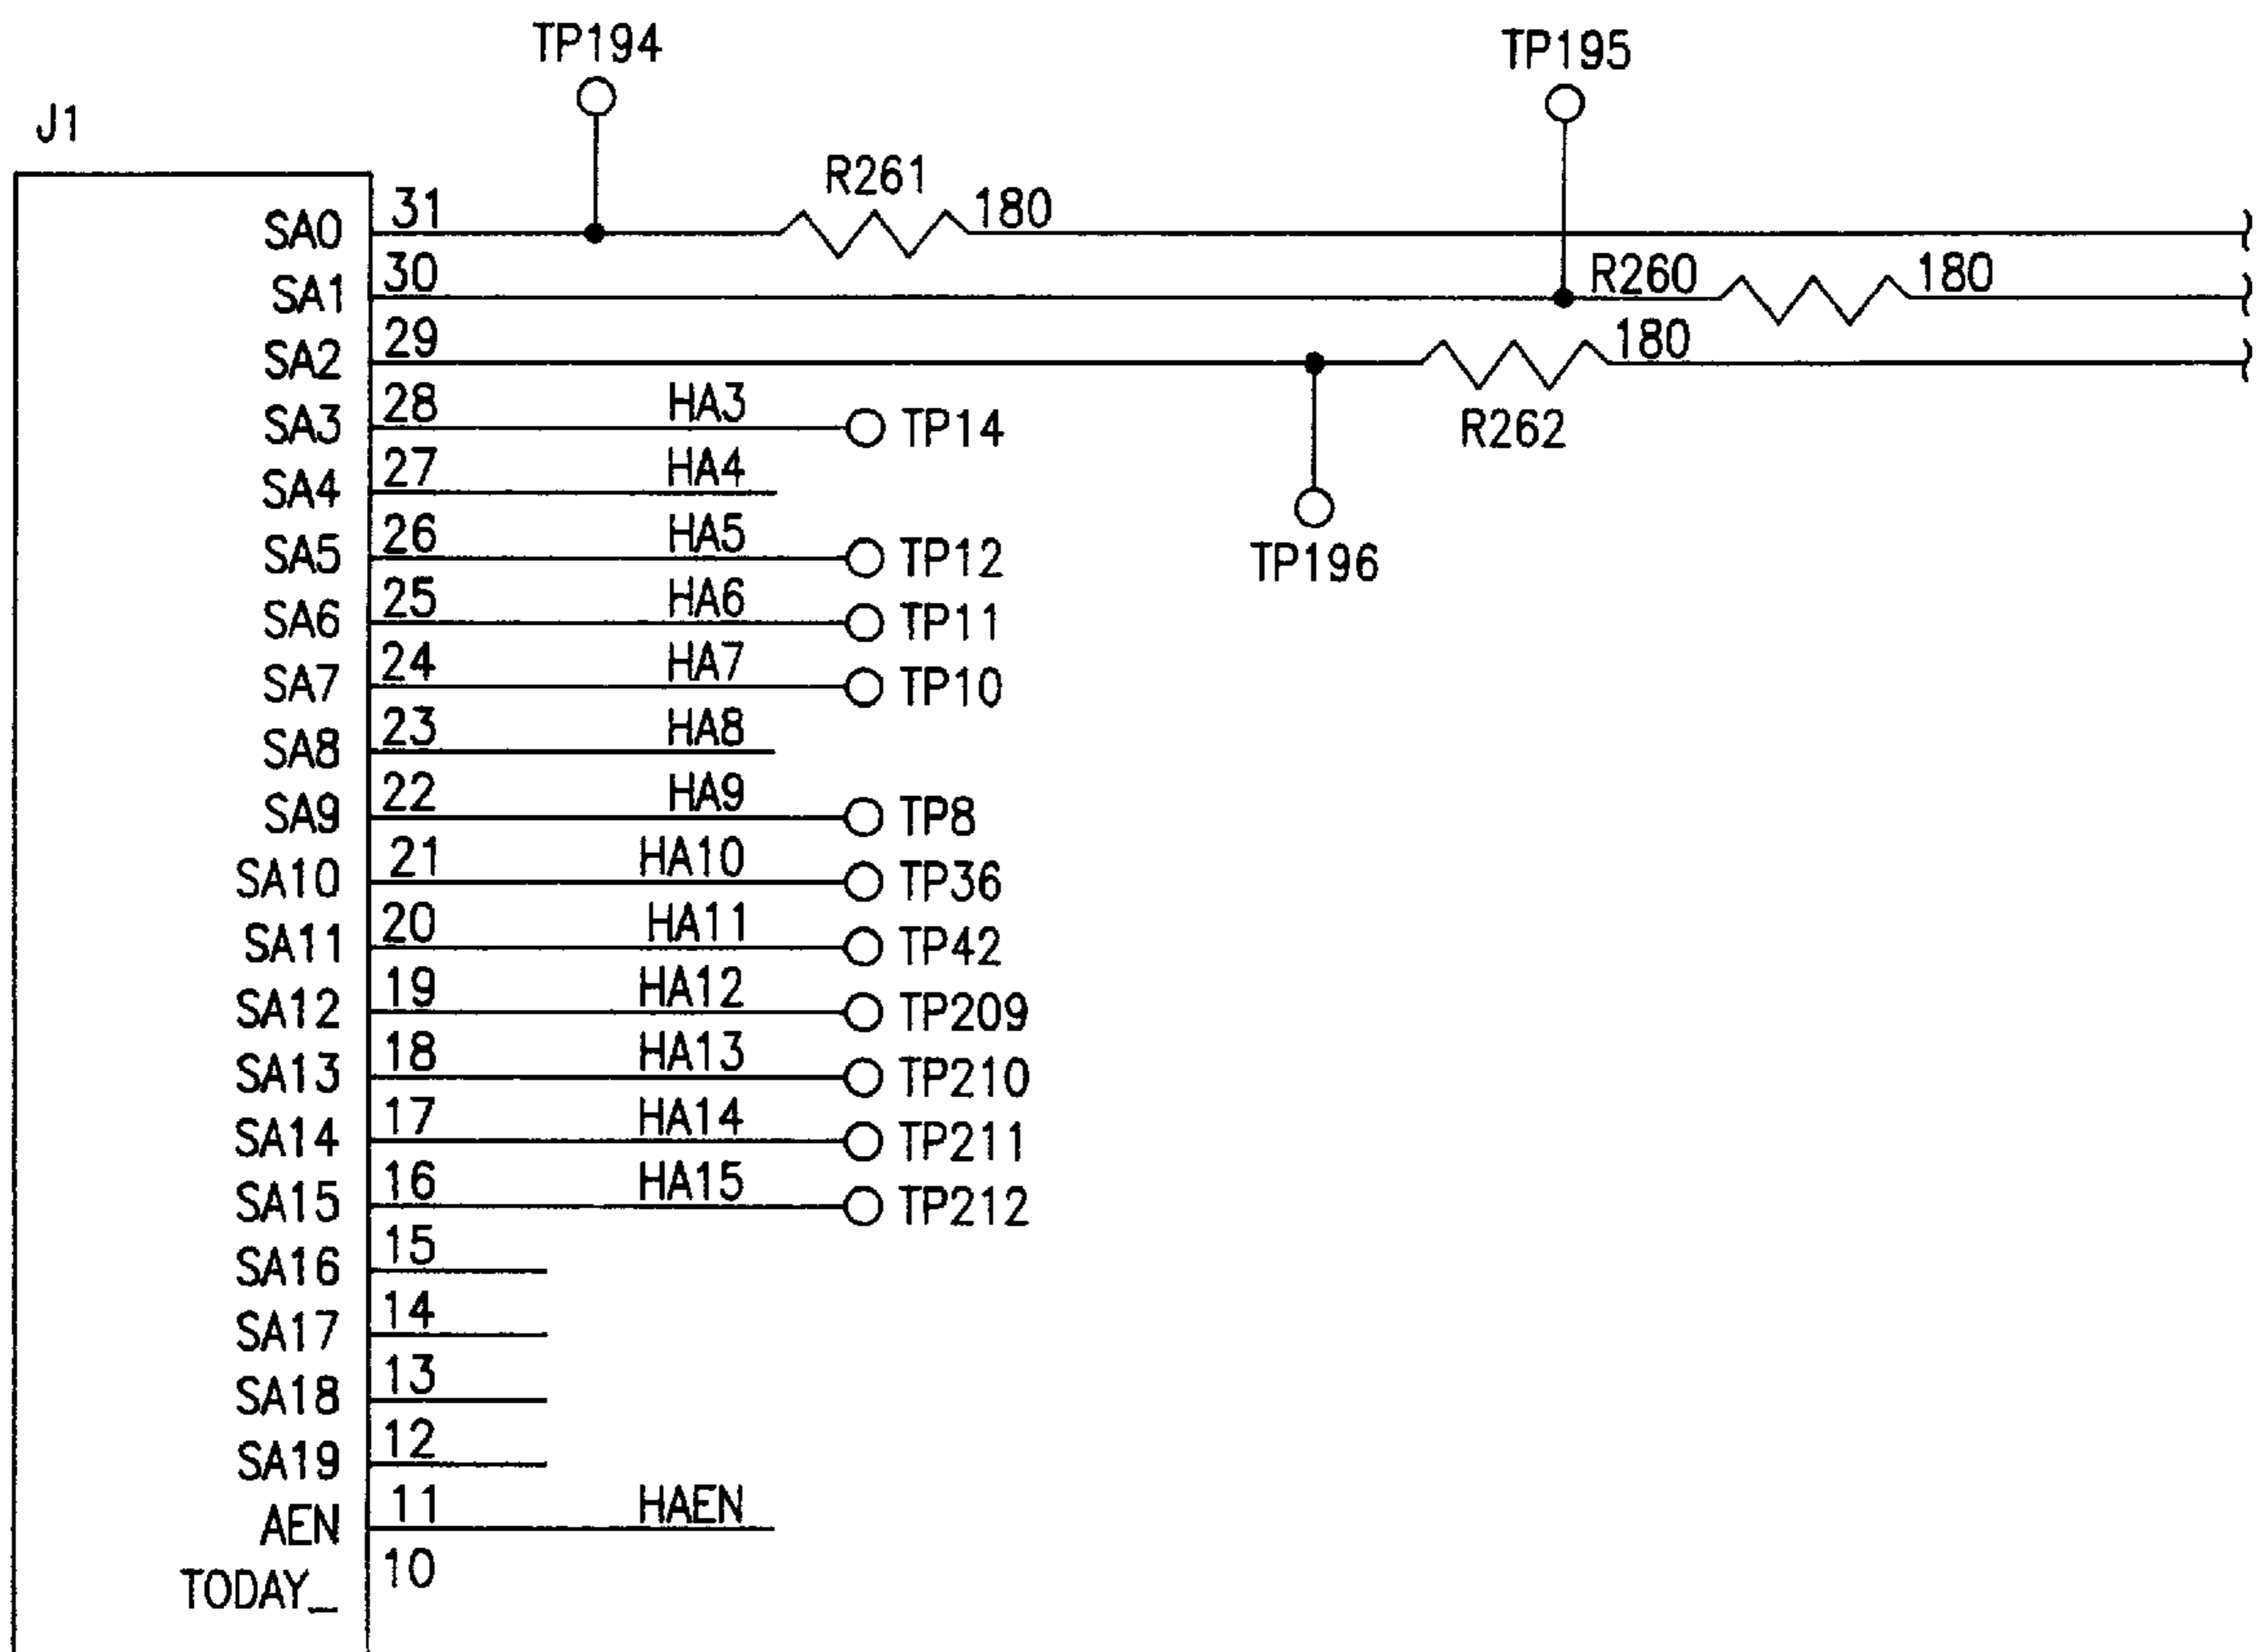 TP194
TP195
J1
R261
SA0 31 180
SA1 30 R260 180
SA2 29 180
R262
SA3 28 HA3 TP14
SA4 27 HA4
SA5 26 HA5 TP12
TP196
SA6 25 HA6 TP11
SA7 24 HA7 TP10
SA8 23 HA8
SA9 22 HA9 TP8
SA10 21 HA10 TP36
SA11 20 HA11 TP42
SA12 19 HA12 TP209
SA13 18 HA13 TP210
SA14 17 HA14 TP211
SA15 16 HA15 TP212
SA16 15
SA17 14
SA18 13
SA19 12
AEN 11 HAEN
TODAY_ 10